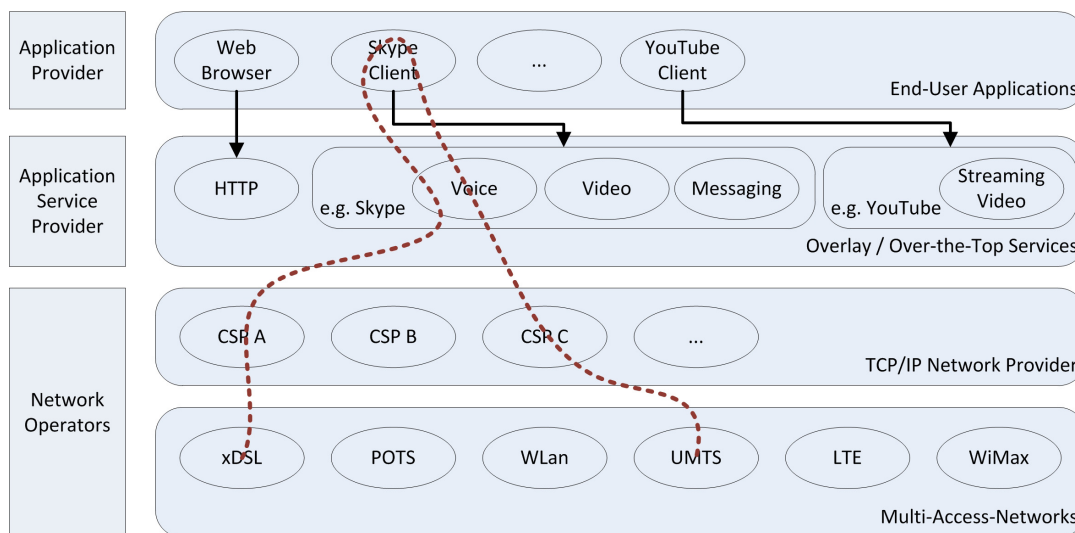 Application
Provider
Web
Browser
Skype
Client
...
YouTube
Client
End-User Applications
Application
Service
Provider
HTTP
e.g. Skype
Voice
Video
Messaging
e.g. YouTube
Streaming
Video
Overlay / Over-the-Top Services
Network
Operators
CSP A
CSP B
CSP C
...
TCP/IP Network Provider
xDSL
POTS
WLan
UMTS
LTE
WiMax
Multi-Access-Networks